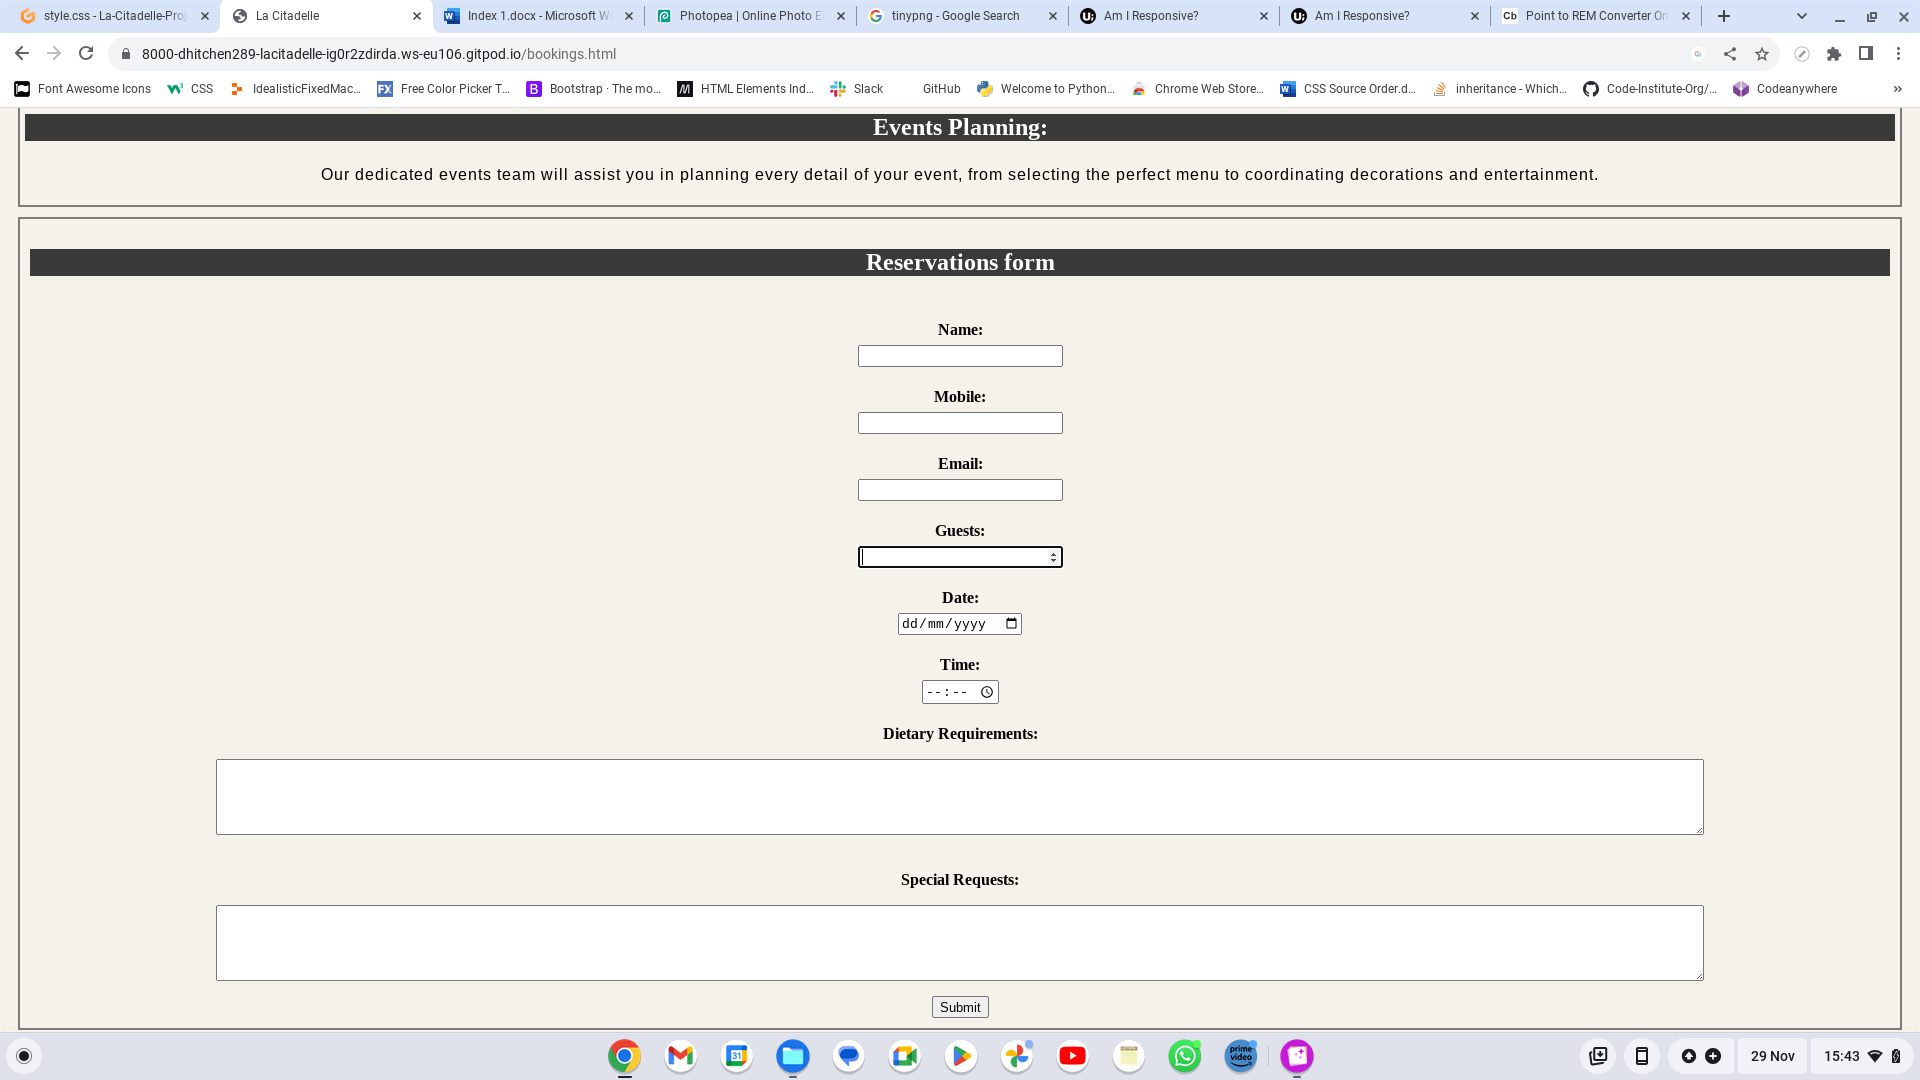 style.css - La-Citadelle-Proj
La Citadelle
Index 1.docx - Microsoft W
Photopea | Online Photo E
tinypng - Google Search
Am I Responsive?
Am I Responsive?
Cb Point to REM Converter On
8000-dhitchen289-lacitadelle-ig0r2zdirda.ws-eu106.gitpod.io/bookings.html
Font Awesome Icons
CSS
IdealisticFixedMac...
FX Free Color Picker T...
B Bootstrap · The mo...
M HTML Elements Ind...
Slack
GitHub
Welcome to Python...
Chrome Web Store...
CSS Source Order.d...
inheritance - Which...
Code-Institute-Org/...
Codeanywhere
»
Events Planning:
Our dedicated events team will assist you in planning every detail of your event, from selecting the perfect menu to coordinating decorations and entertainment.
Reservations form
Name:
Mobile:
Email:
Guests:
Date:
dd/mm/yyyy
Time:
--:--
Dietary Requirements:
Special Requests:
Submit
31
prime video
29 Nov
15:43